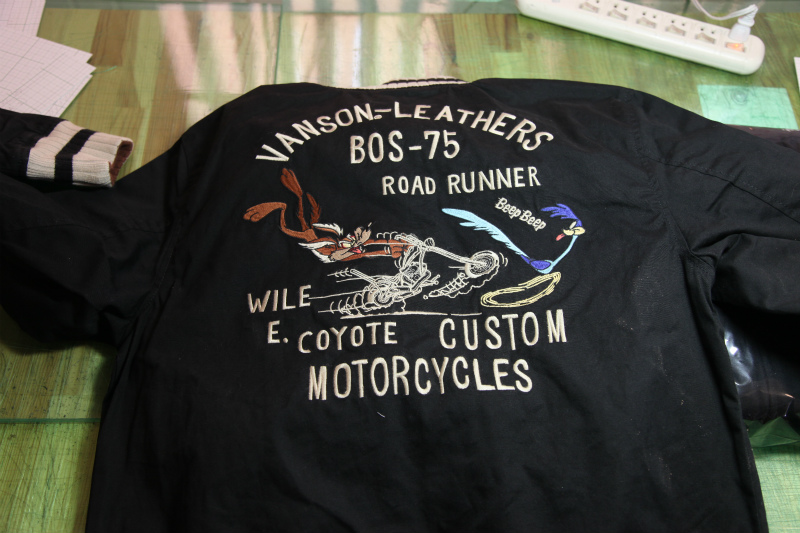 VANSON-LEATHERS
BOS-75
ROAD RUNNER
Beep Beep
WILE
E. COYOTE CUSTOM
MOTORCYCLES